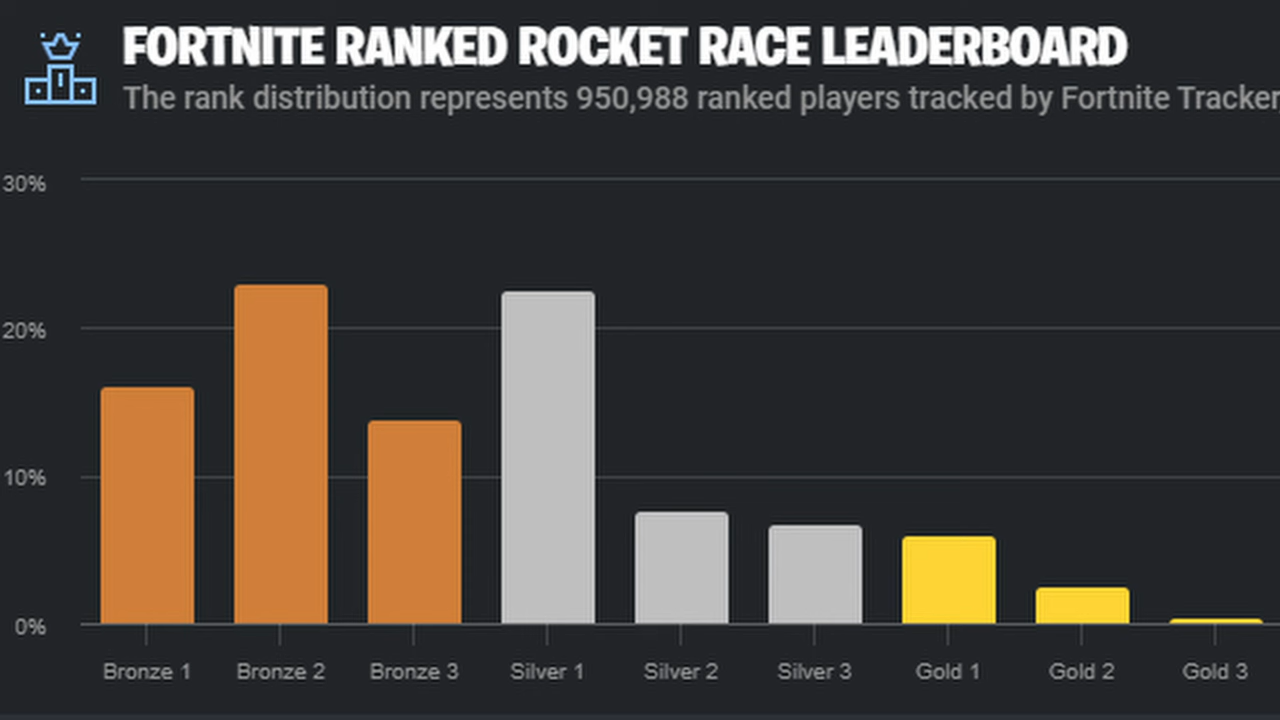 FORTNITE RANKED ROCKET RACE LEADERBOARD
The rank distribution represents 950,988 ranked players tracked by Fortnite Tracker
30%
20%
10%
0%
Bronze 1 Bronze 2 Bronze 3 Silver 1 Silver 2 Silver 3 Gold 1 Gold 2 Gold 3